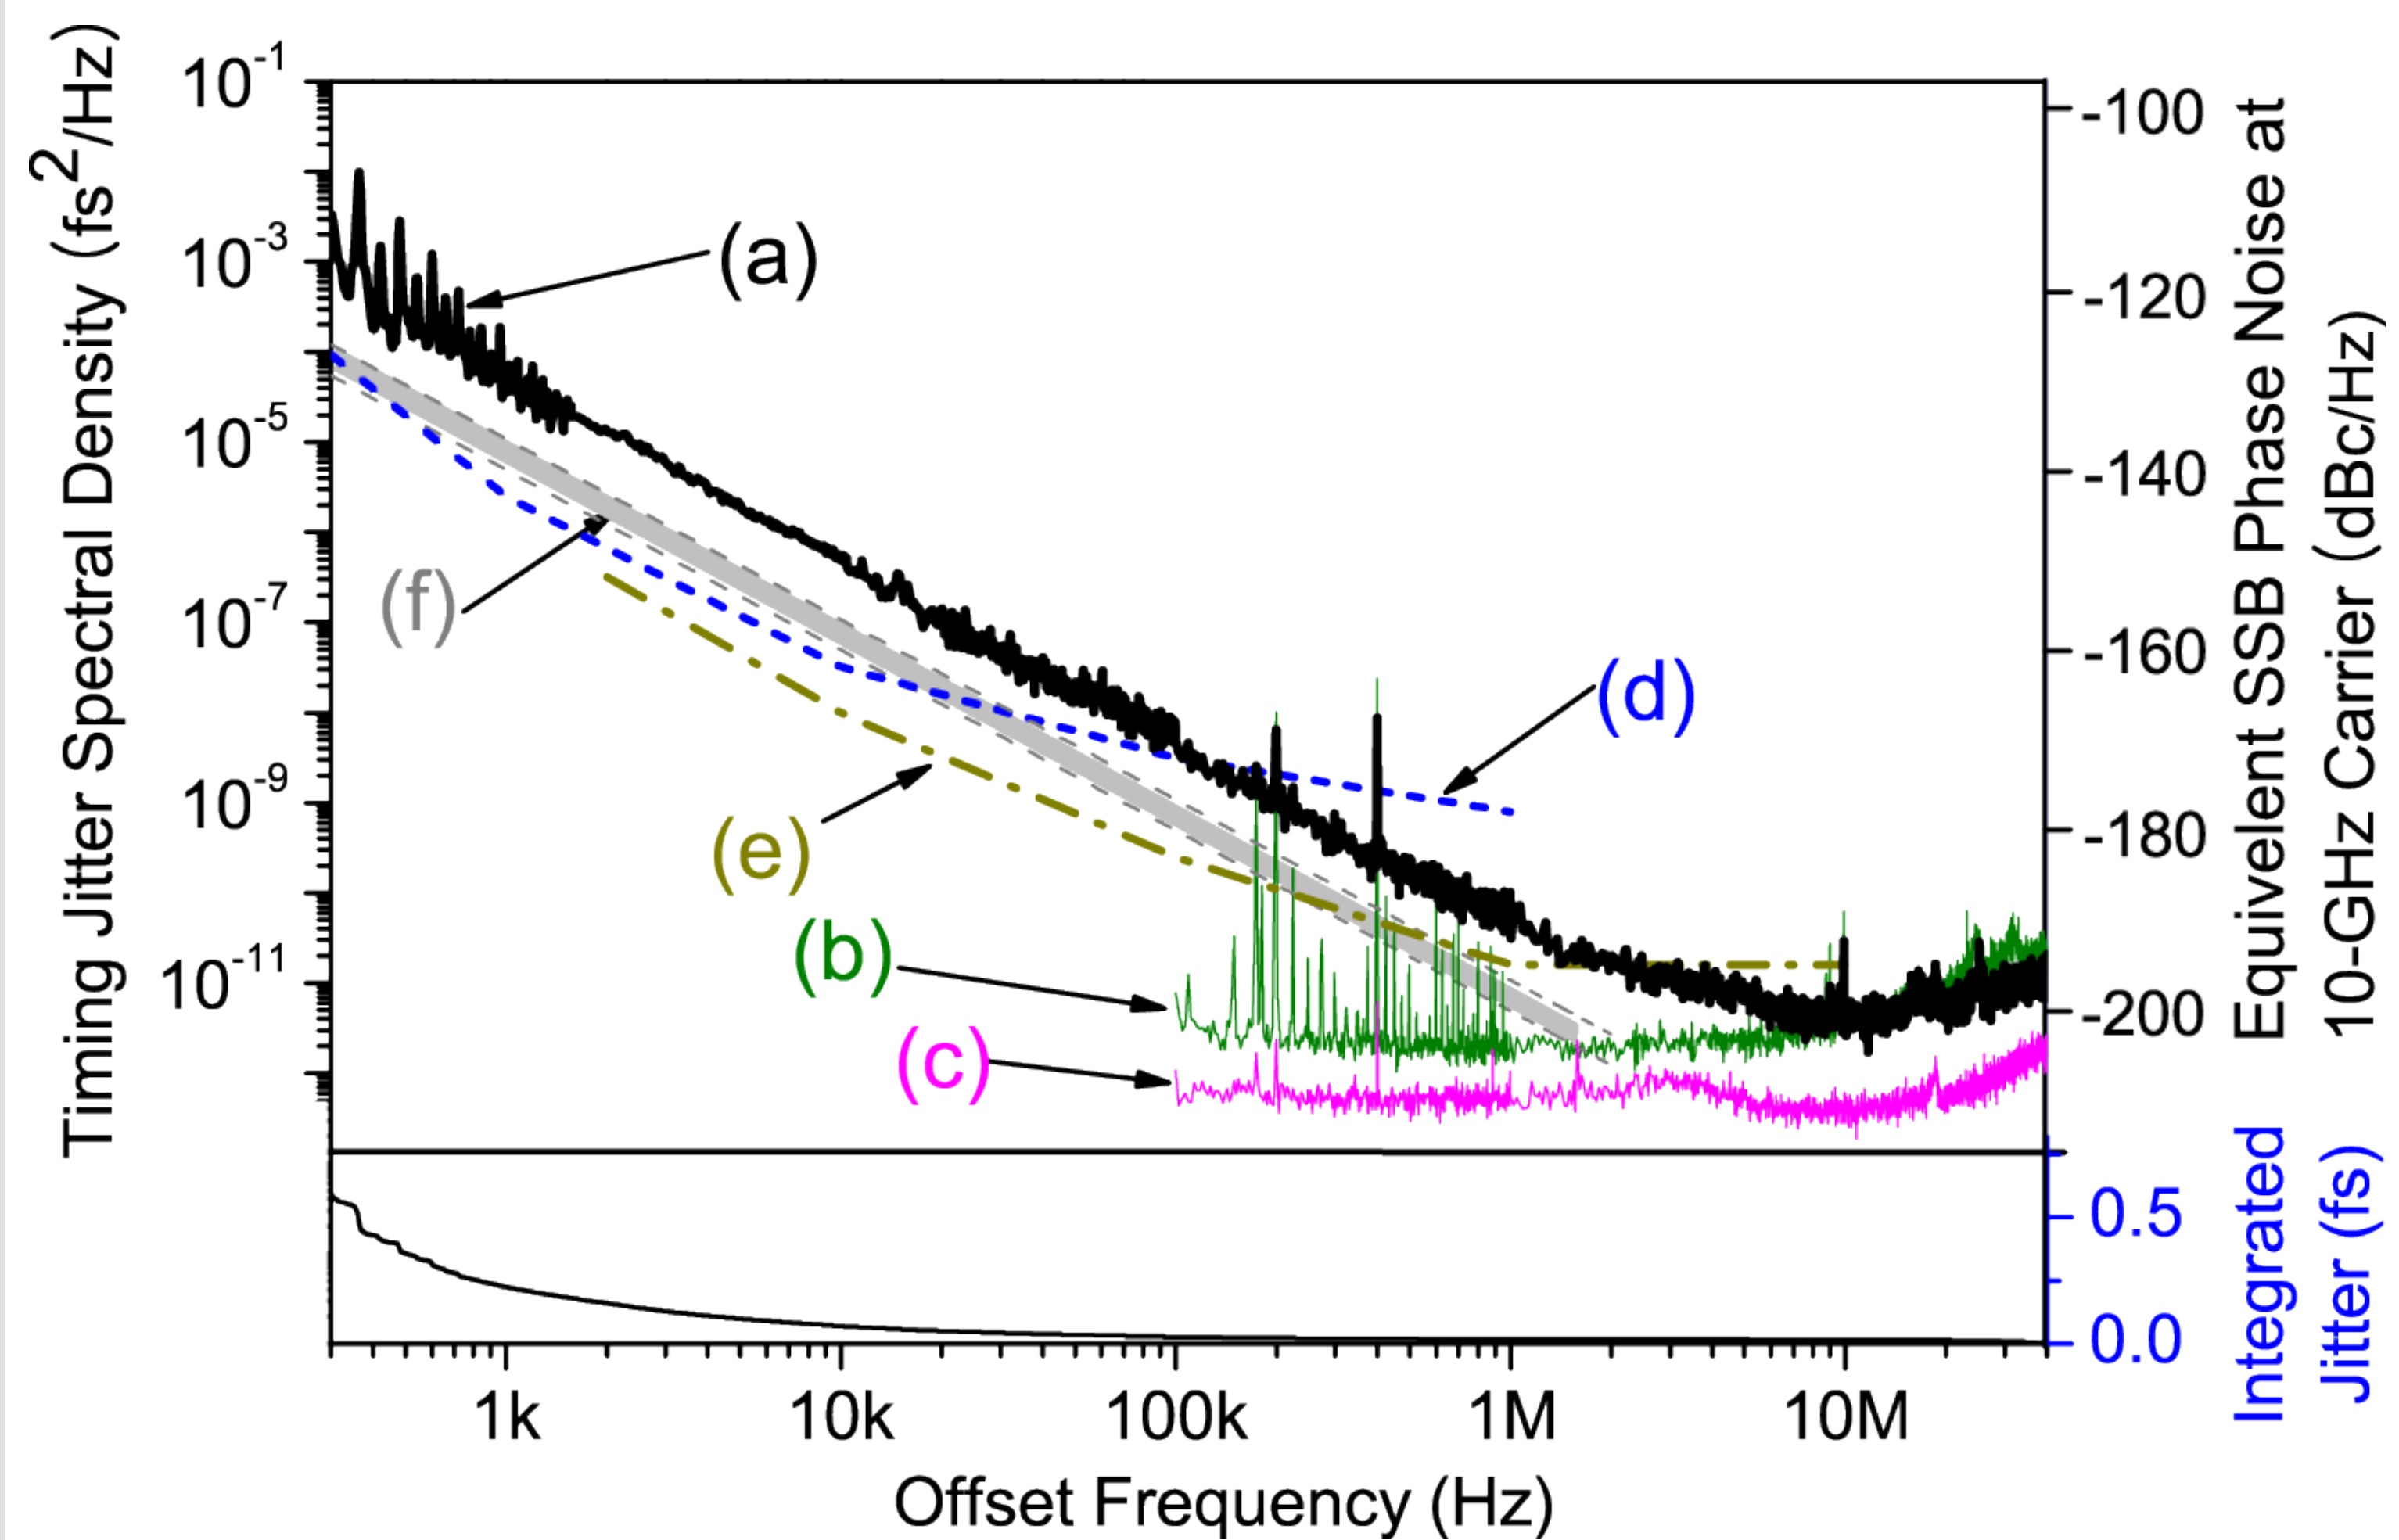 Timing Jitter Spectral Density (fs²/Hz)
10⁻¹
10⁻³
10⁻⁵
10⁻⁷
10⁻⁹
10⁻¹¹
(a)
(f)
(d)
(e)
(b)
(c)
-100
-120
-140
-160
-180
-200
Equivelent SSB Phase Noise at
10-GHz Carrier (dBc/Hz)
0.5
0.0
Integrated
Jitter (fs)
1k
10k
100k
1M
10M
Offset Frequency (Hz)